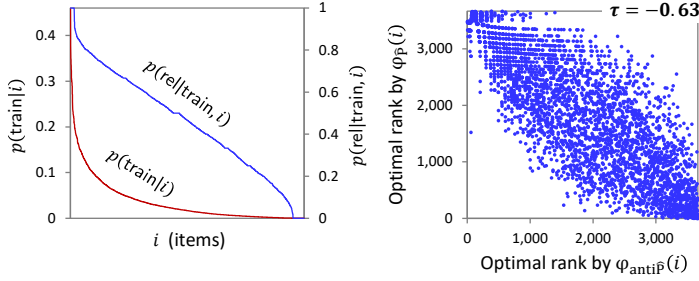 0.4
0.3
0.2
0.1
0
p(train|i)
1
0.8
0.6
0.4
0.2
0
p(rel|train, i)
p(rel|train, i)
p(train|i)
i (items)
τ = −0.63
3,000
2,000
1,000
0
Optimal rank by φ_P̂(i)
0 1,000 2,000 3,000
Optimal rank by φ_antiP̂(i)